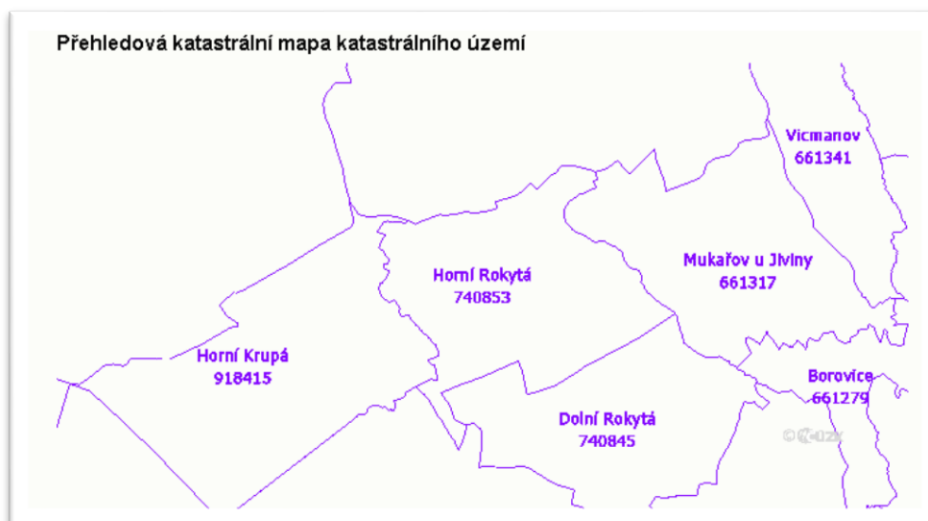 Přehledová katastrální mapa katastrálního území
Vicmanov
661341
Mukařov u Jiviny
661317
Horní Rokytá
740853
Horní Krupá
918415
Borovice
661279
Dolní Rokytá
740845
© ČÚZK